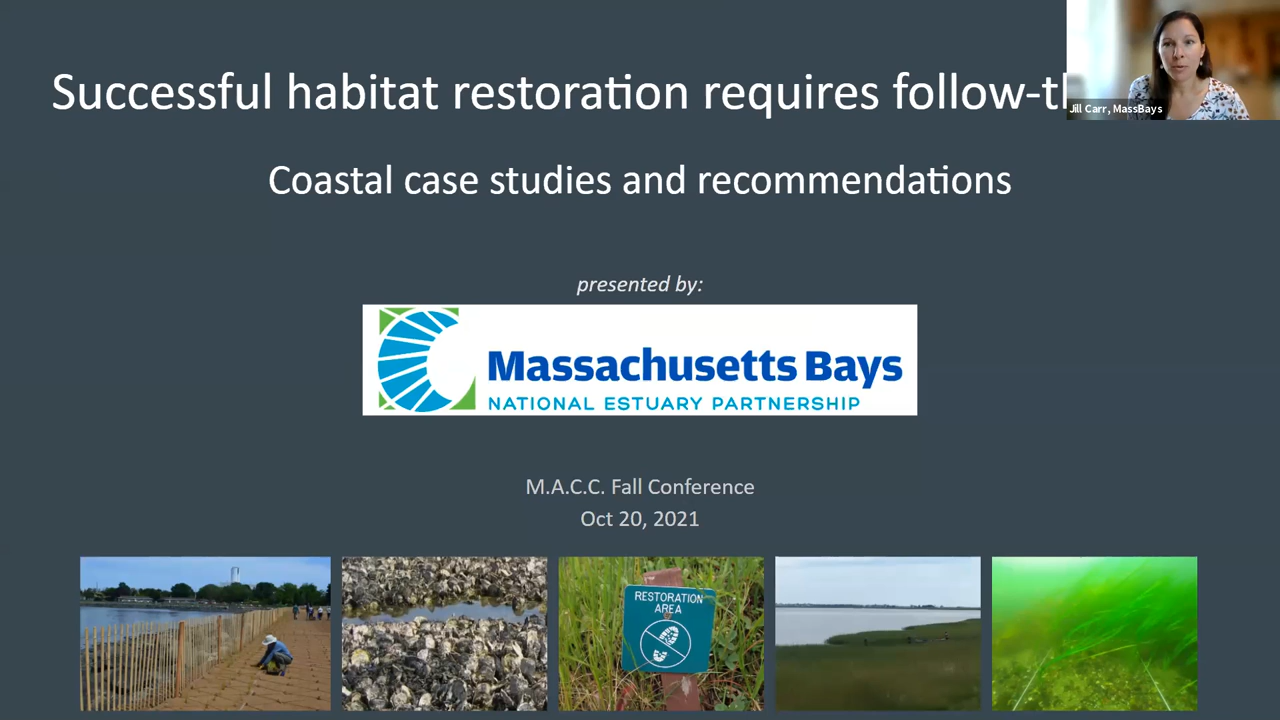 Successful habitat restoration requires follow-th
Jill Carr, MassBays
Coastal case studies and recommendations
presented by:
Massachusetts Bays
NATIONAL ESTUARY PARTNERSHIP
M.A.C.C. Fall Conference
Oct 20, 2021
RESTORATION
AREA